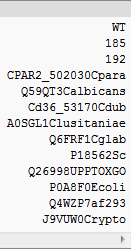 WT
185
192
CPAR2_502030Cpara
Q59QT3Calbicans
Cd36_53170Cdub
A0SGL1Clusitaniae
Q6FRF1Cglab
P18562Sc
Q26998UPPTOXGO
P0A8F0Ecoli
Q4WZP7af293
J9VUW0Crypto